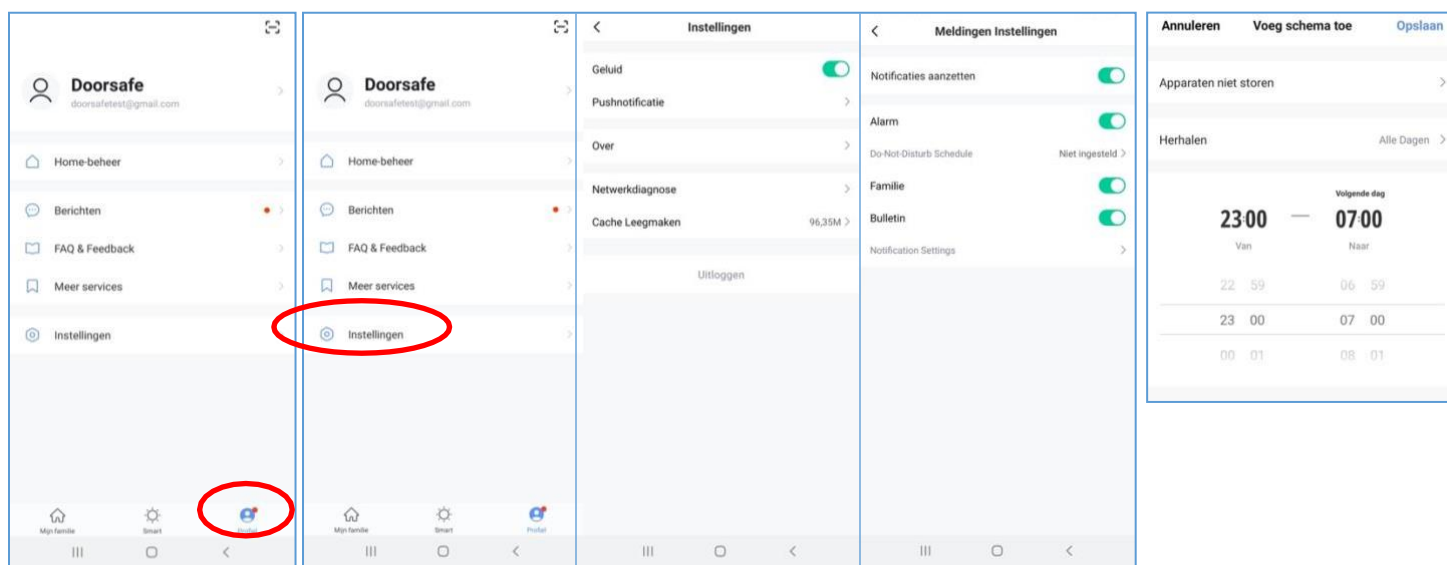 Doorsafe
doorsafetest@gmail.com
Home-beheer
Berichten
FAQ & Feedback
Meer services
Instellingen
Mijn familie
Smart
Profiel
Doorsafe
doorsafetest@gmail.com
Home-beheer
Berichten
FAQ & Feedback
Meer services
Instellingen
Mijn familie
Smart
Profiel
Instellingen
Geluid
Pushnotificatie
Over
Netwerkdiagnose
Cache Leegmaken 96,35M
Uitloggen
Meldingen Instellingen
Notificaties aanzetten
Alarm
Do-Not-Disturb Schedule Niet ingesteld
Familie
Bulletin
Notification Settings
Annuleren Voeg schema toe Opslaan
Apparaten niet storen
Herhalen Alle Dagen
Volgende dag
23:00 — 07:00
Van Naar
22 59 06 59
23 00 07 00
00 01 08 01